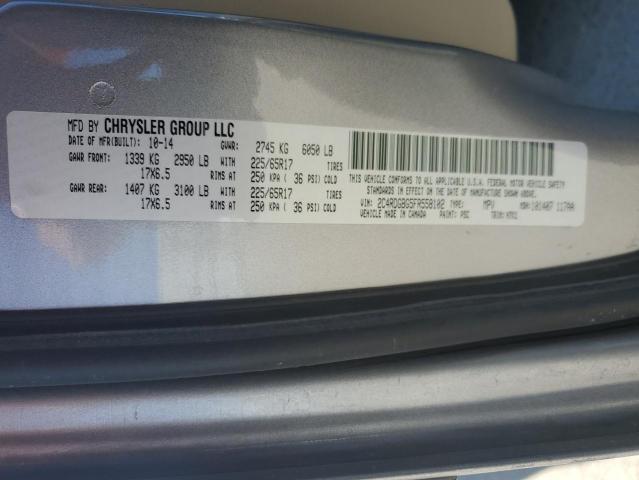 MFD BY CHRYSLER GROUP LLC
DATE OF MFR(BUILT): 10-14 GVWR: 2745 KG 6050 LB
GAWR FRONT: 1339 KG 2950 LB WITH 225/65R17 TIRES
17X6.5 RIMS AT 250 KPA ( 36 PSI) COLD
GAWR REAR: 1407 KG 3100 LB WITH 225/65R17 TIRES
17X6.5 RIMS AT 250 KPA ( 36 PSI) COLD
THIS VEHICLE CONFORMS TO ALL APPLICABLE U.S.A. FEDERAL MOTOR VEHICLE SAFETY
STANDARDS IN EFFECT ON THE DATE OF MANUFACTURE SHOWN ABOVE.
VIN: 2C4RDGBG5FR558102 TYPE: MPV MDH: 101407 117AA
VEHICLE MADE IN CANADA PAINT: PSC TRIM: